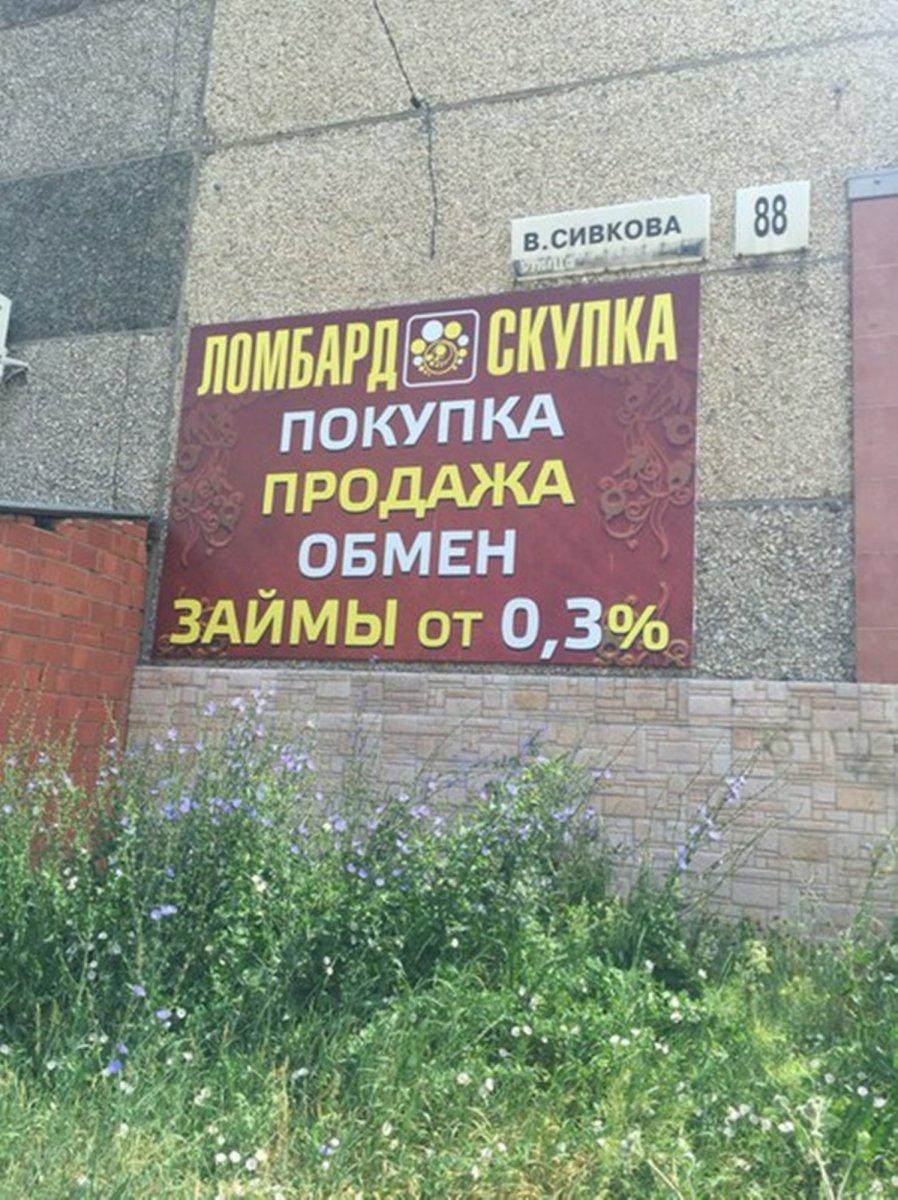 В.СИВКОВА
88
ЛОМБАРД СКУПКА
ПОКУПКА
ПРОДАЖА
ОБМЕН
ЗАЙМЫ от 0,3%